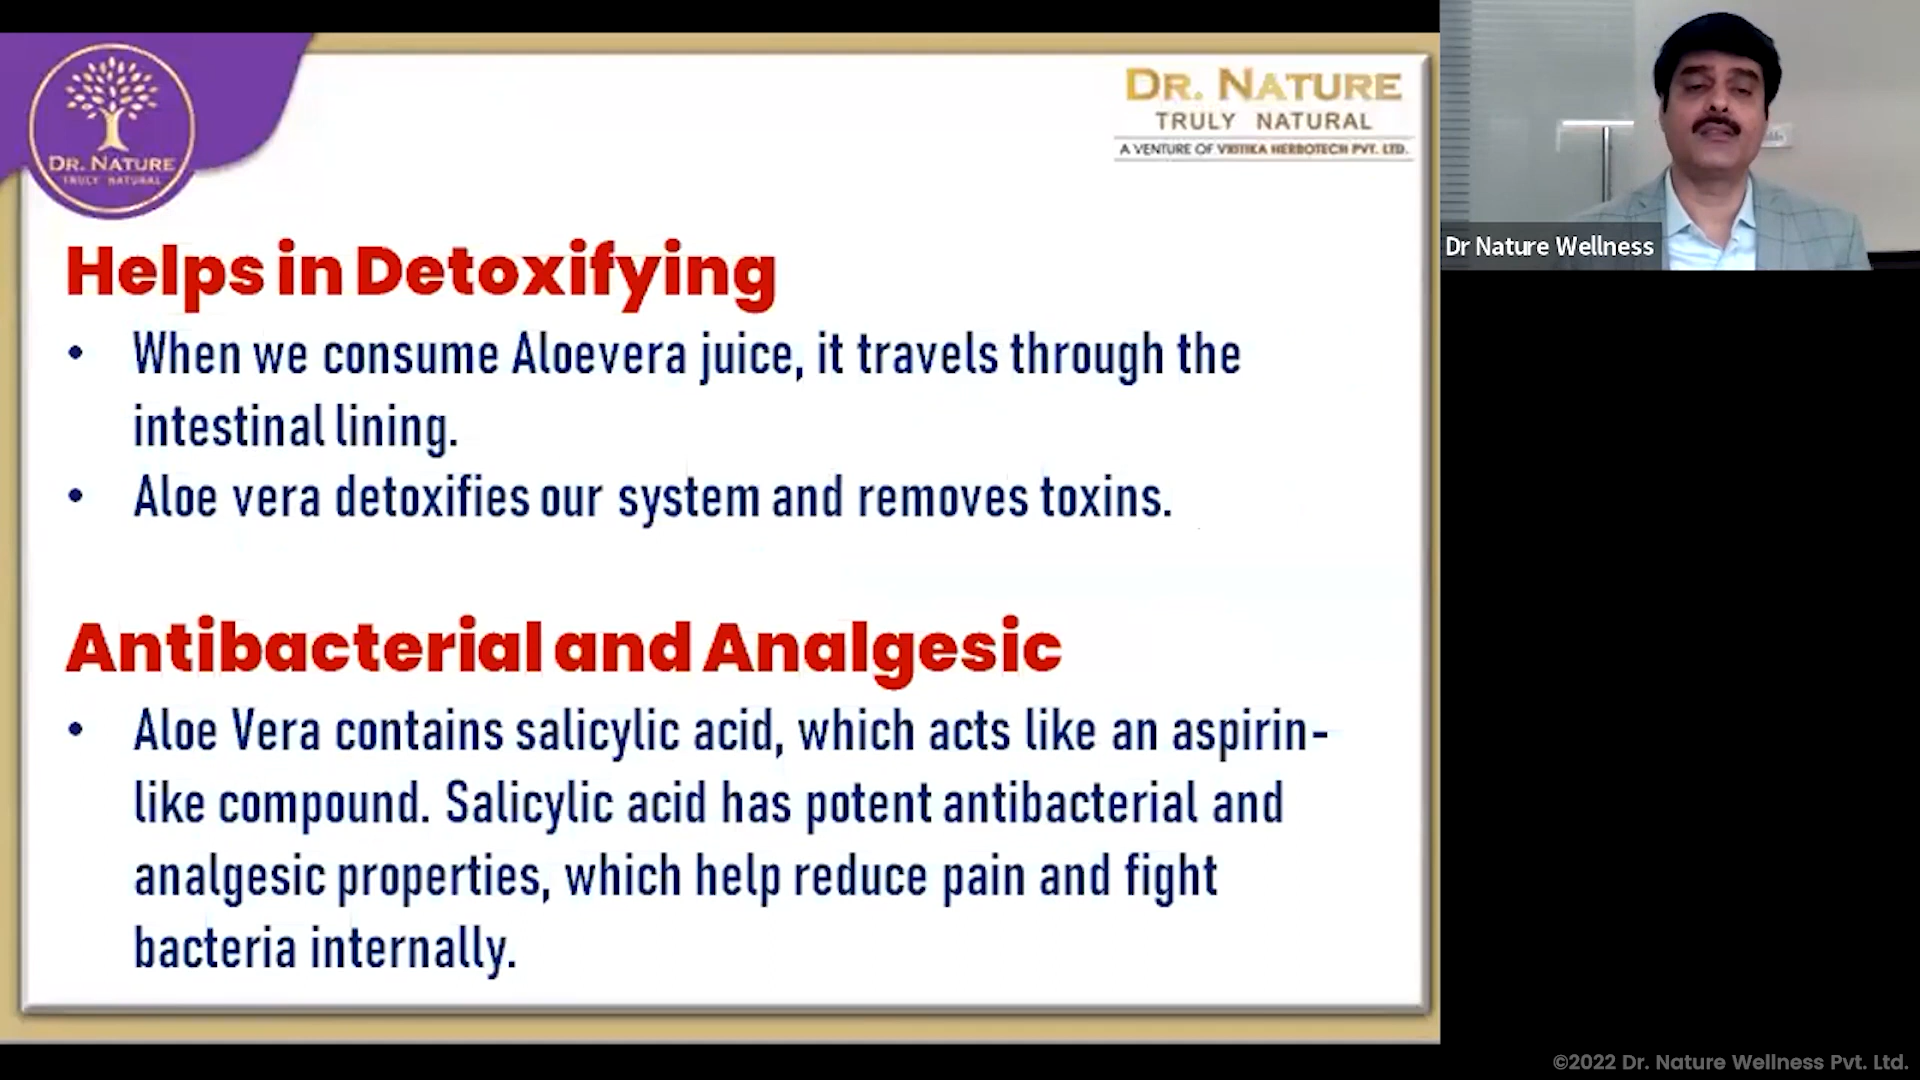 DR. NATURE
TRULY NATURAL
DR. NATURE
TRULY NATURAL
A VENTURE OF VRITIKA HERBOTECH PVT. LTD.
Dr Nature Wellness
Helps in Detoxifying
• When we consume Aloevera juice, it travels through the
intestinal lining.
• Aloe vera detoxifies our system and removes toxins.
Antibacterial and Analgesic
• Aloe Vera contains salicylic acid, which acts like an aspirin-
like compound. Salicylic acid has potent antibacterial and
analgesic properties, which help reduce pain and fight
bacteria internally.
©2022 Dr. Nature Wellness Pvt. Ltd.